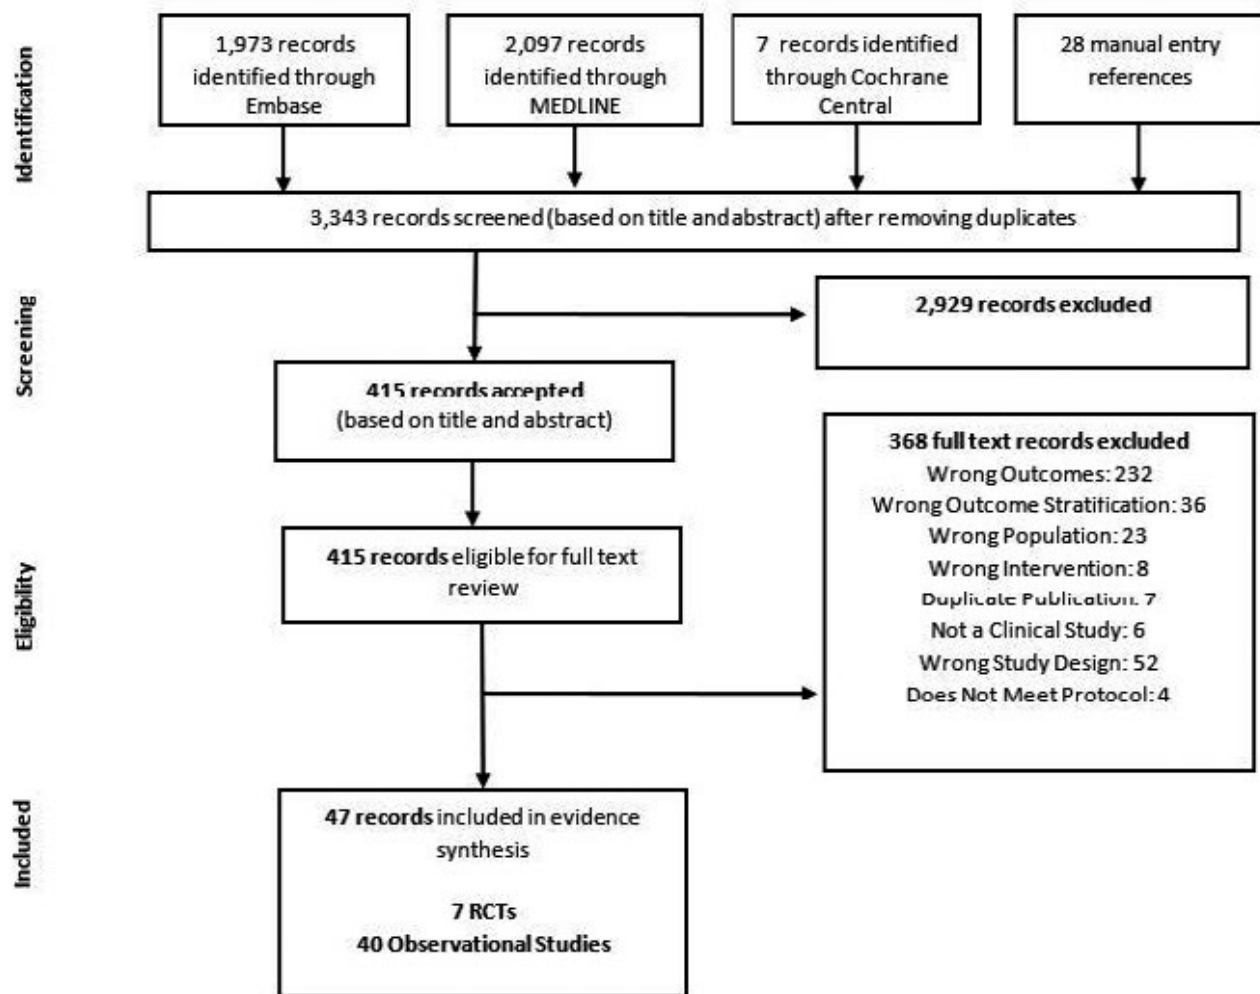 Identification
1,973 records
identified through
Embase
2,097 records
identified through
MEDLINE
7 records identified
through Cochrane
Central
28 manual entry
references
3,343 records screened (based on title and abstract) after removing duplicates
Screening
2,929 records excluded
415 records accepted
(based on title and abstract)
368 full text records excluded
Wrong Outcomes: 232
Wrong Outcome Stratification: 36
Wrong Population: 23
Wrong Intervention: 8
Duplicate Publication: 7
Not a Clinical Study: 6
Wrong Study Design: 52
Does Not Meet Protocol: 4
Eligibility
415 records eligible for full text
review
Included
47 records included in evidence
synthesis
7 RCTs
40 Observational Studies